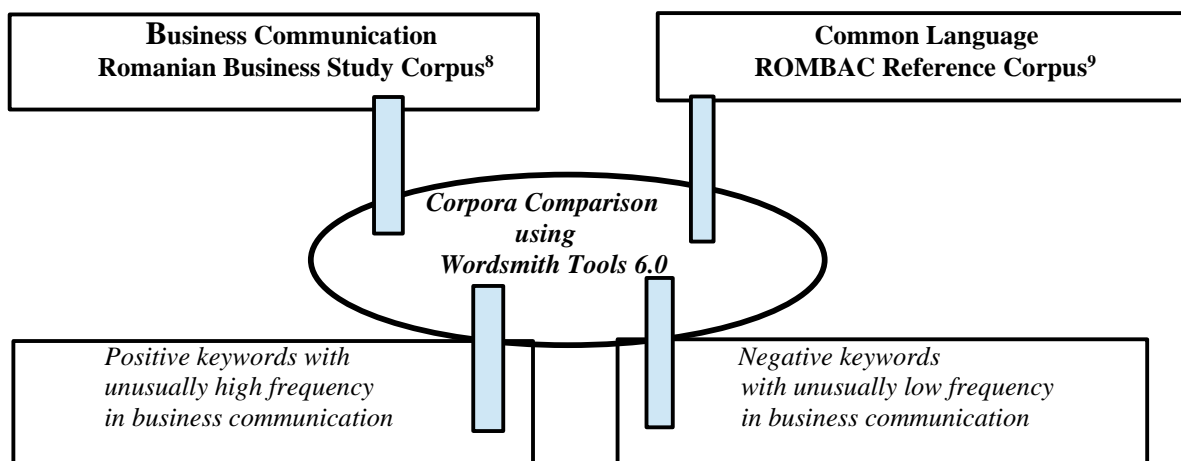 Business Communication
Romanian Business Study Corpus⁸
Common Language
ROMBAC Reference Corpus⁹
Corpora Comparison
using
Wordsmith Tools 6.0
Positive keywords with
unusually high frequency
in business communication
Negative keywords
with unusually low frequency
in business communication